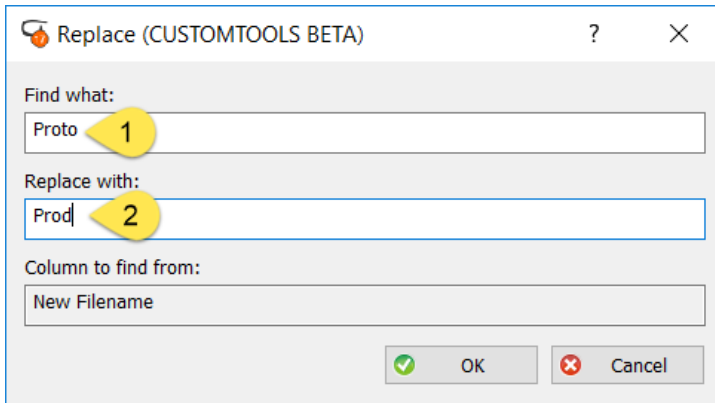 Replace (CUSTOMTOOLS BETA) ?
Find what:
Proto 1
Replace with:
Prod 2
Column to find from:
New Filename
OK Cancel